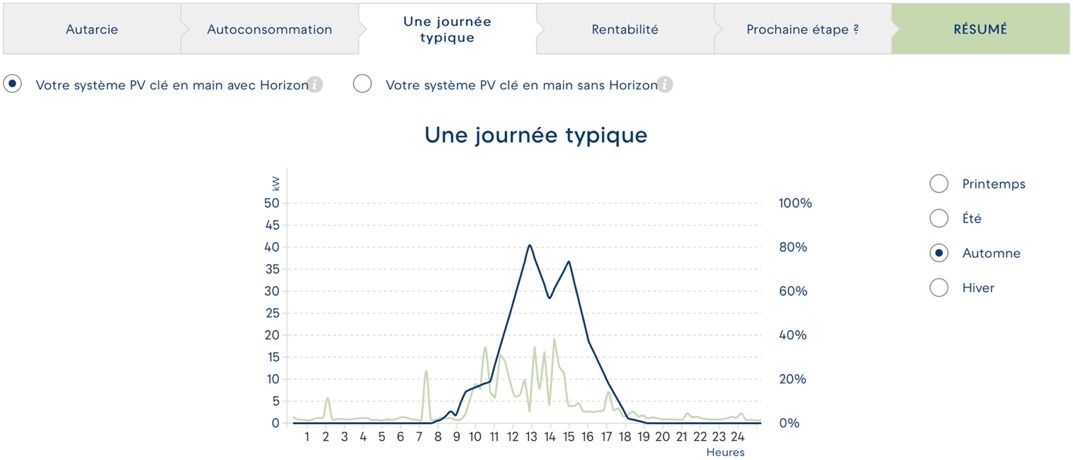 Autarcie
Autoconsommation
Une journée
typique
Rentabilité
Prochaine étape ?
RÉSUMÉ
Votre système PV clé en main avec Horizon i
Votre système PV clé en main sans Horizon i
Une journée typique
kW
50
45
40
35
30
25
20
15
10
5
0
100%
80%
60%
40%
20%
0%
1 2 3 4 5 6 7 8 9 10 11 12 13 14 15 16 17 18 19 20 21 22 23 24
Heures
Printemps
Été
Automne
Hiver